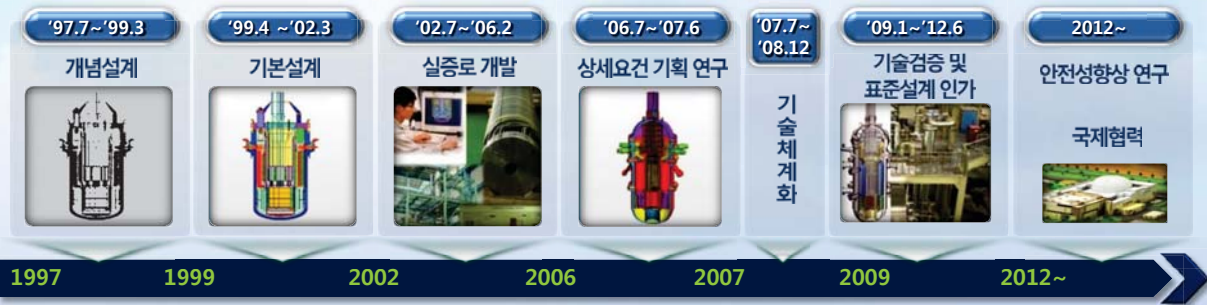 '97.7~'99.3
개념설계
'99.4 ~'02.3
기본설계
'02.7~'06.2
실증로 개발
'06.7~'07.6
상세요건 기획 연구
'07.7~
'08.12
기
술
체
계
화
'09.1~'12.6
기술검증 및
표준설계 인가
2012~
안전성향상 연구
국제협력
1997
1999
2002
2006
2007
2009
2012~